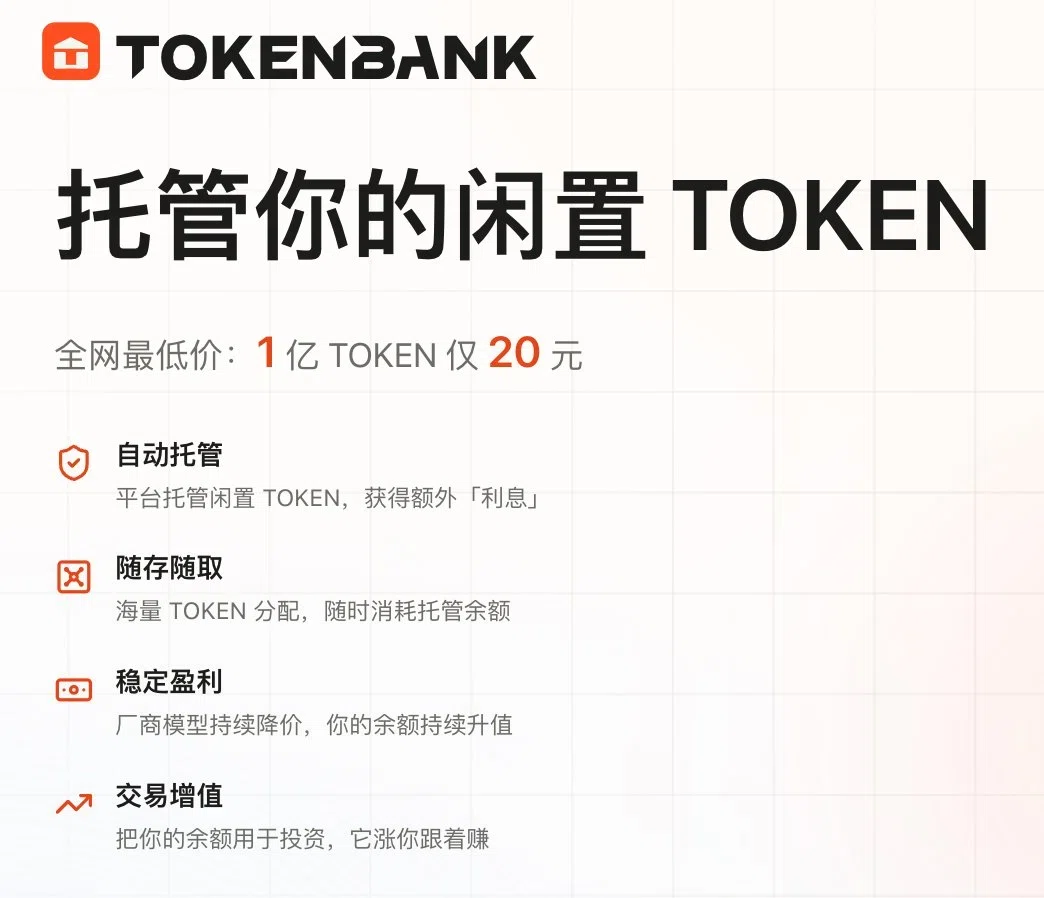 TOKENBANK
托管你的闲置 TOKEN
全网最低价：1 亿 TOKEN 仅 20 元
自动托管
平台托管闲置 TOKEN，获得额外「利息」
随存随取
海量 TOKEN 分配，随时消耗托管余额
稳定盈利
厂商模型持续降价，你的余额持续升值
交易增值
把你的余额用于投资，它涨你跟着赚